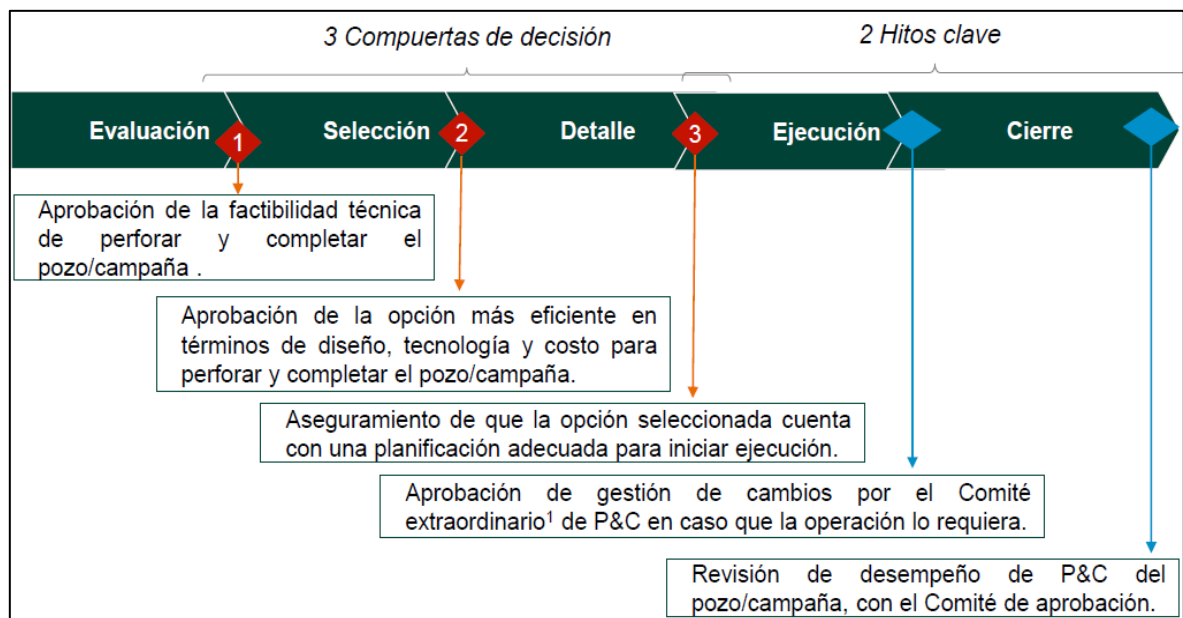 3 Compuertas de decisión
2 Hitos clave
Evaluación
1
Selección
2
Detalle
3
Ejecución
Cierre
Aprobación de la factibilidad técnica
de perforar y completar el
pozo/campaña .
Aprobación de la opción más eficiente en
términos de diseño, tecnología y costo para
perforar y completar el pozo/campaña.
Aseguramiento de que la opción seleccionada cuenta
con una planificación adecuada para iniciar ejecución.
Aprobación de gestión de cambios por el Comité
extraordinario¹ de P&C en caso que la operación lo requiera.
Revisión de desempeño de P&C del
pozo/campaña, con el Comité de aprobación.